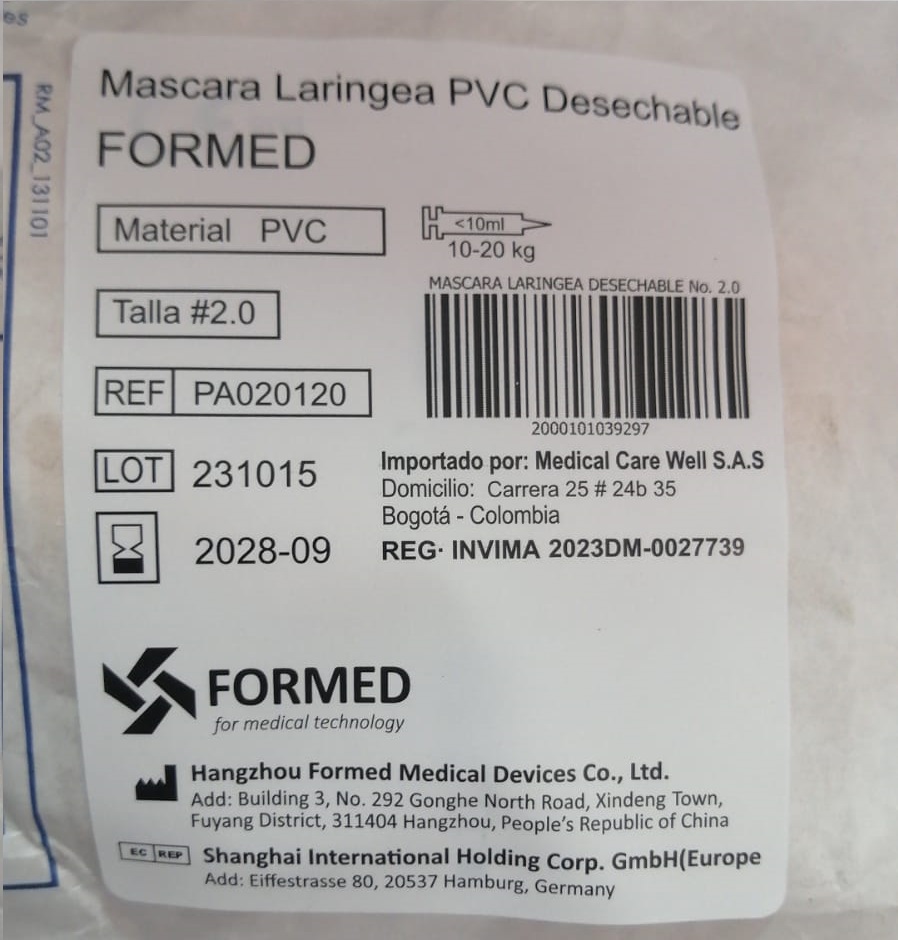 es
RM_A02_131101
Mascara Laringea PVC Desechable
FORMED
Material PVC
<10ml
10-20 kg
Talla #2.0
MASCARA LARINGEA DESECHABLE No. 2.0
2000101039297
REF PA020120
LOT 231015
2028-09
Importado por: Medical Care Well S.A.S
Domicilio: Carrera 25 # 24b 35
Bogotá - Colombia
REG· INVIMA 2023DM-0027739
FORMED
for medical technology
Hangzhou Formed Medical Devices Co., Ltd.
Add: Building 3, No. 292 Gonghe North Road, Xindeng Town,
Fuyang District, 311404 Hangzhou, People's Republic of China
EC REP Shanghai International Holding Corp. GmbH(Europe
Add: Eiffestrasse 80, 20537 Hamburg, Germany